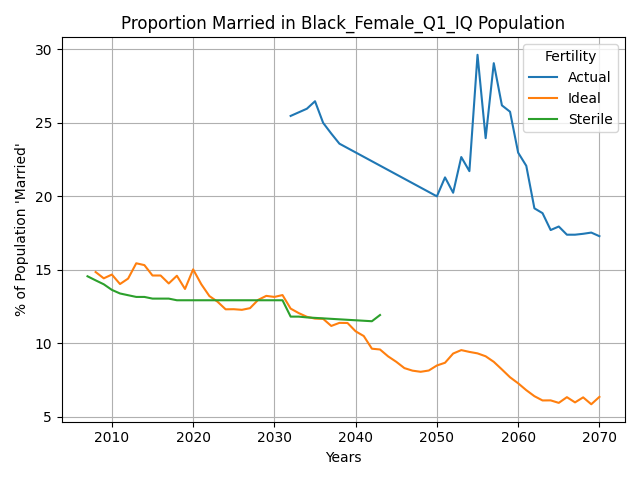 Proportion Married in Black_Female_Q1_IQ Population
% of Population 'Married'
30
25
20
15
10
5
Fertility
Actual
Ideal
Sterile
2010 2020 2030 2040 2050 2060 2070
Years